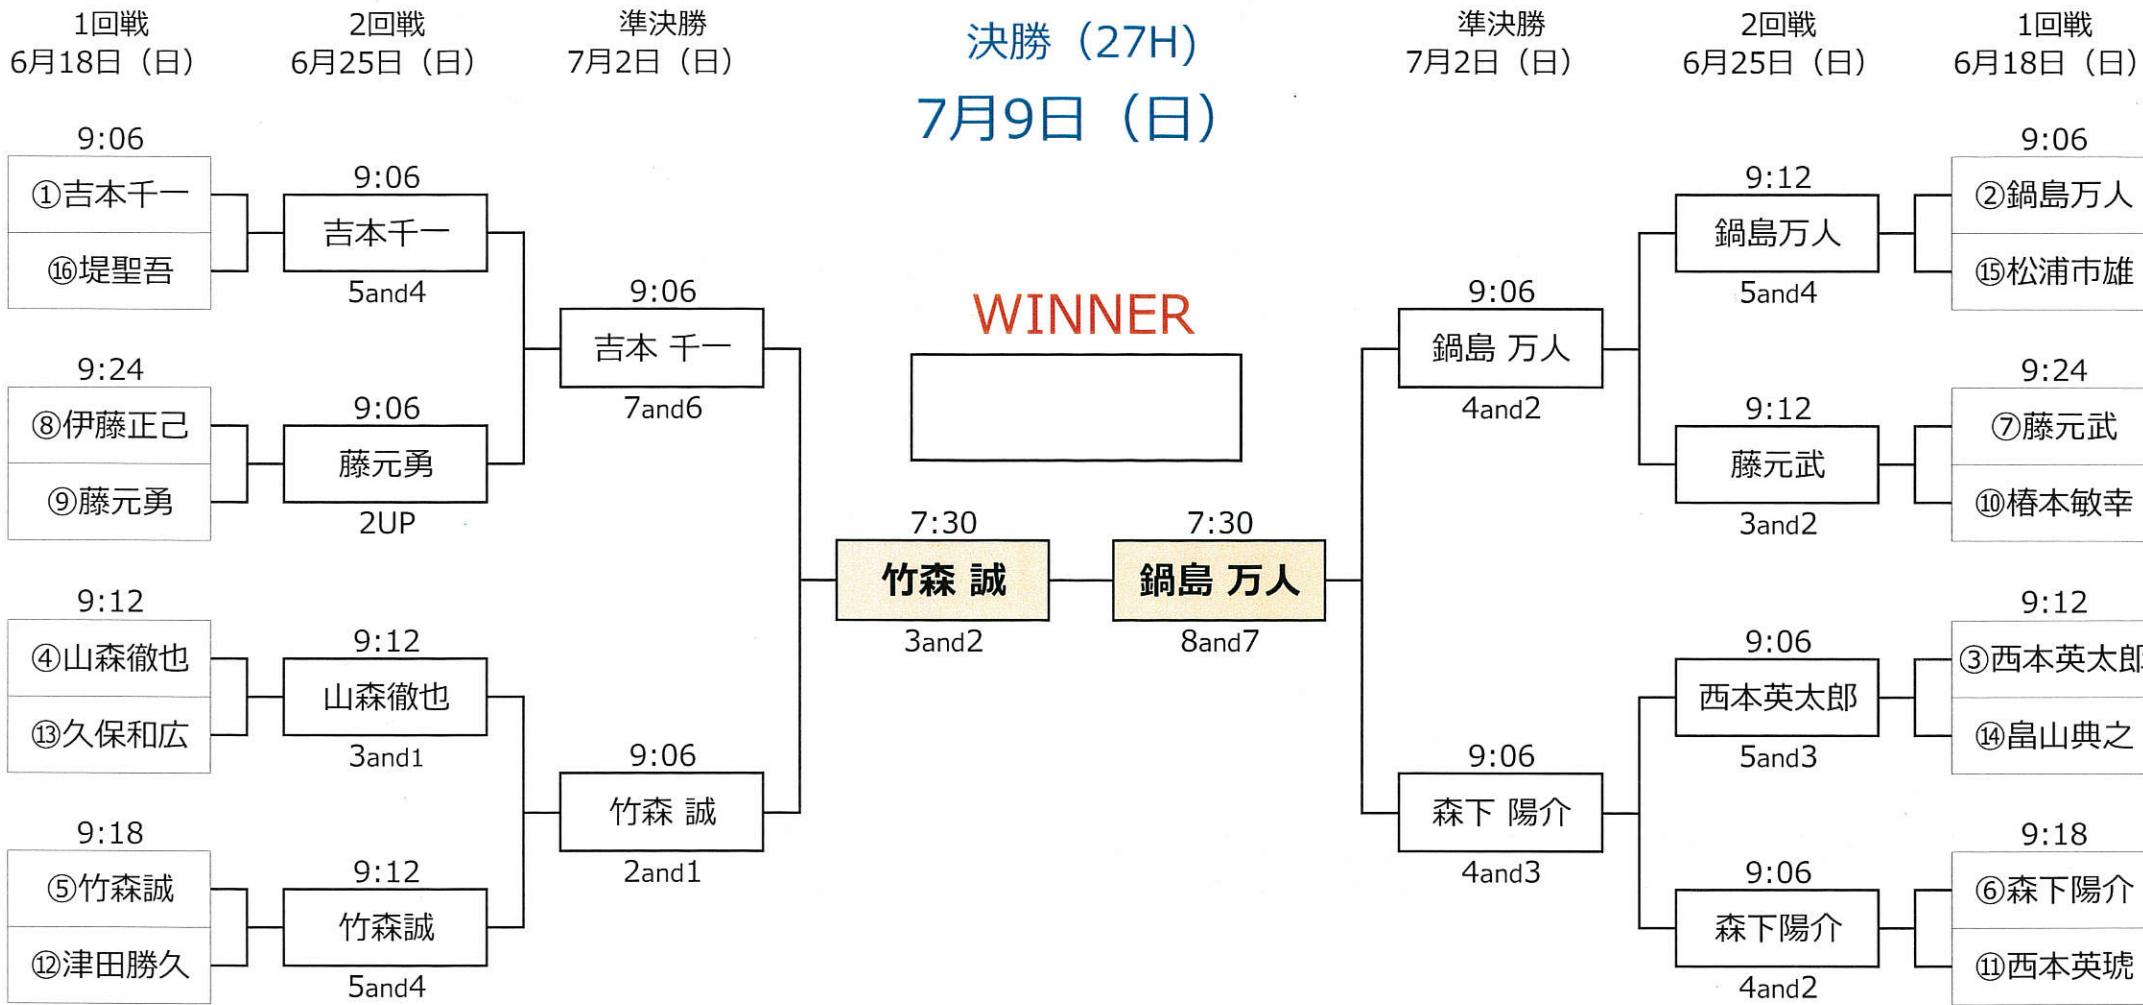 1回戦
6月18日（日）
2回戦
6月25日（日）
準決勝
7月2日（日）
決勝（27H)
7月9日（日）
準決勝
7月2日（日）
2回戦
6月25日（日）
1回戦
6月18日（日）
9:06
①吉本千一
⑯堤聖吾
9:24
⑧伊藤正己
⑨藤元勇
9:12
④山森徹也
⑬久保和広
9:18
⑤竹森誠
⑫津田勝久
9:06
吉本千一
5and4
9:06
藤元勇
2UP
9:12
山森徹也
3and1
9:12
竹森誠
5and4
9:06
吉本 千一
7and6
9:06
竹森 誠
2and1
WINNER
7:30
竹森 誠
3and2
7:30
鍋島 万人
8and7
9:06
鍋島 万人
4and2
9:06
森下 陽介
4and3
9:12
鍋島万人
5and4
9:12
藤元武
3and2
9:06
西本英太郎
5and3
9:06
森下陽介
4and2
9:06
②鍋島万人
⑮松浦市雄
9:24
⑦藤元武
⑩椿本敏幸
9:12
③西本英太郎
⑭畠山典之
9:18
⑥森下陽介
⑪西本英琥